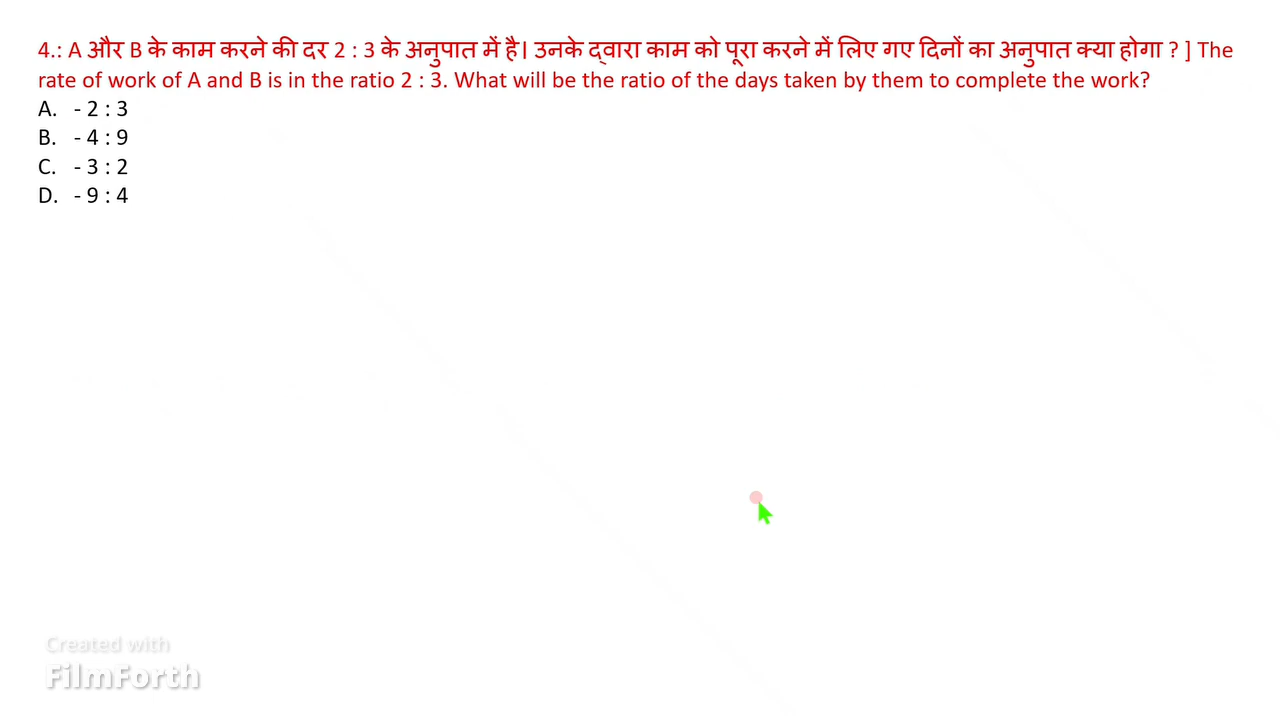 4.: A और B के काम करने की दर 2 : 3 के अनुपात में है। उनके द्वारा काम को पूरा करने में लिए गए दिनों का अनुपात क्या होगा ? ] The
rate of work of A and B is in the ratio 2 : 3. What will be the ratio of the days taken by them to complete the work?
A. - 2 : 3
B. - 4 : 9
C. - 3 : 2
D. - 9 : 4
Created with
FilmForth